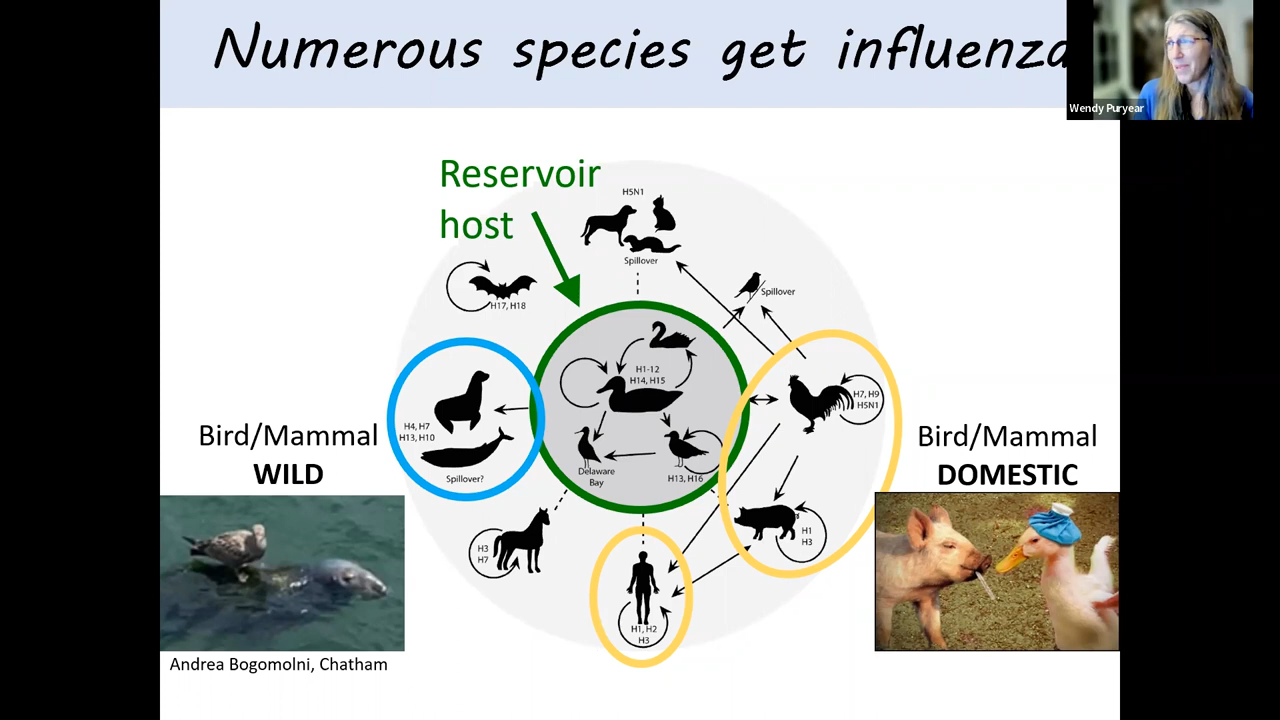 Numerous species get influenza
Wendy Puryear
Reservoir
host
H5N1
Spillover
Spillover
H17, H18
H1-12
H14, H15
H7, H9
H5N1
H4, H7
H13, H10
Spillover?
Delaware
Bay
H13, H16
Bird/Mammal
WILD
Bird/Mammal
DOMESTIC
H3
H7
H1
H3
H1, H2
H3
Andrea Bogomolni, Chatham